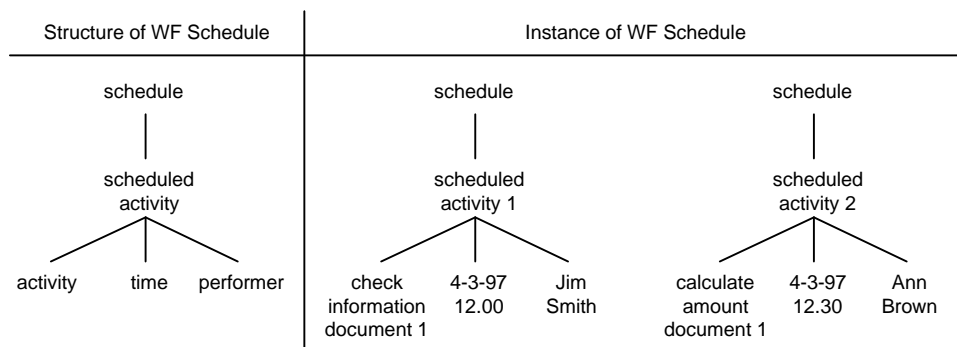 Structure of WF Schedule
Instance of WF Schedule
schedule
scheduled
activity
activity
time
performer
schedule
scheduled
activity 1
check
information
document 1
4-3-97
12.00
Jim
Smith
schedule
scheduled
activity 2
calculate
amount
document 1
4-3-97
12.30
Ann
Brown